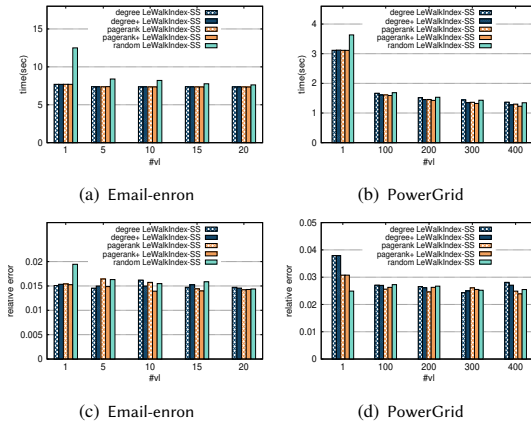 degree LeWalkIndex-SS
degree+ LeWalkIndex-SS
pagerank LeWalkIndex-SS
pagerank+ LeWalkIndex-SS
random LeWalkIndex-SS
time(sec)
15
10
5
0
1 5 10 15 20
#vl
(a) Email-enron
degree LeWalkIndex-SS
degree+ LeWalkIndex-SS
pagerank LeWalkIndex-SS
pagerank+ LeWalkIndex-SS
random LeWalkIndex-SS
time(sec)
4
3
2
1
0
1 100 200 300 400
#vl
(b) PowerGrid
degree LeWalkIndex-SS
degree+ LeWalkIndex-SS
pagerank LeWalkIndex-SS
pagerank+ LeWalkIndex-SS
random LeWalkIndex-SS
relative error
0.02
0.015
0.01
0.005
0
1 5 10 15 20
#vl
(c) Email-enron
degree LeWalkIndex-SS
degree+ LeWalkIndex-SS
pagerank LeWalkIndex-SS
pagerank+ LeWalkIndex-SS
random LeWalkIndex-SS
relative error
0.05
0.04
0.03
0.02
0.01
0
1 100 200 300 400
#vl
(d) PowerGrid